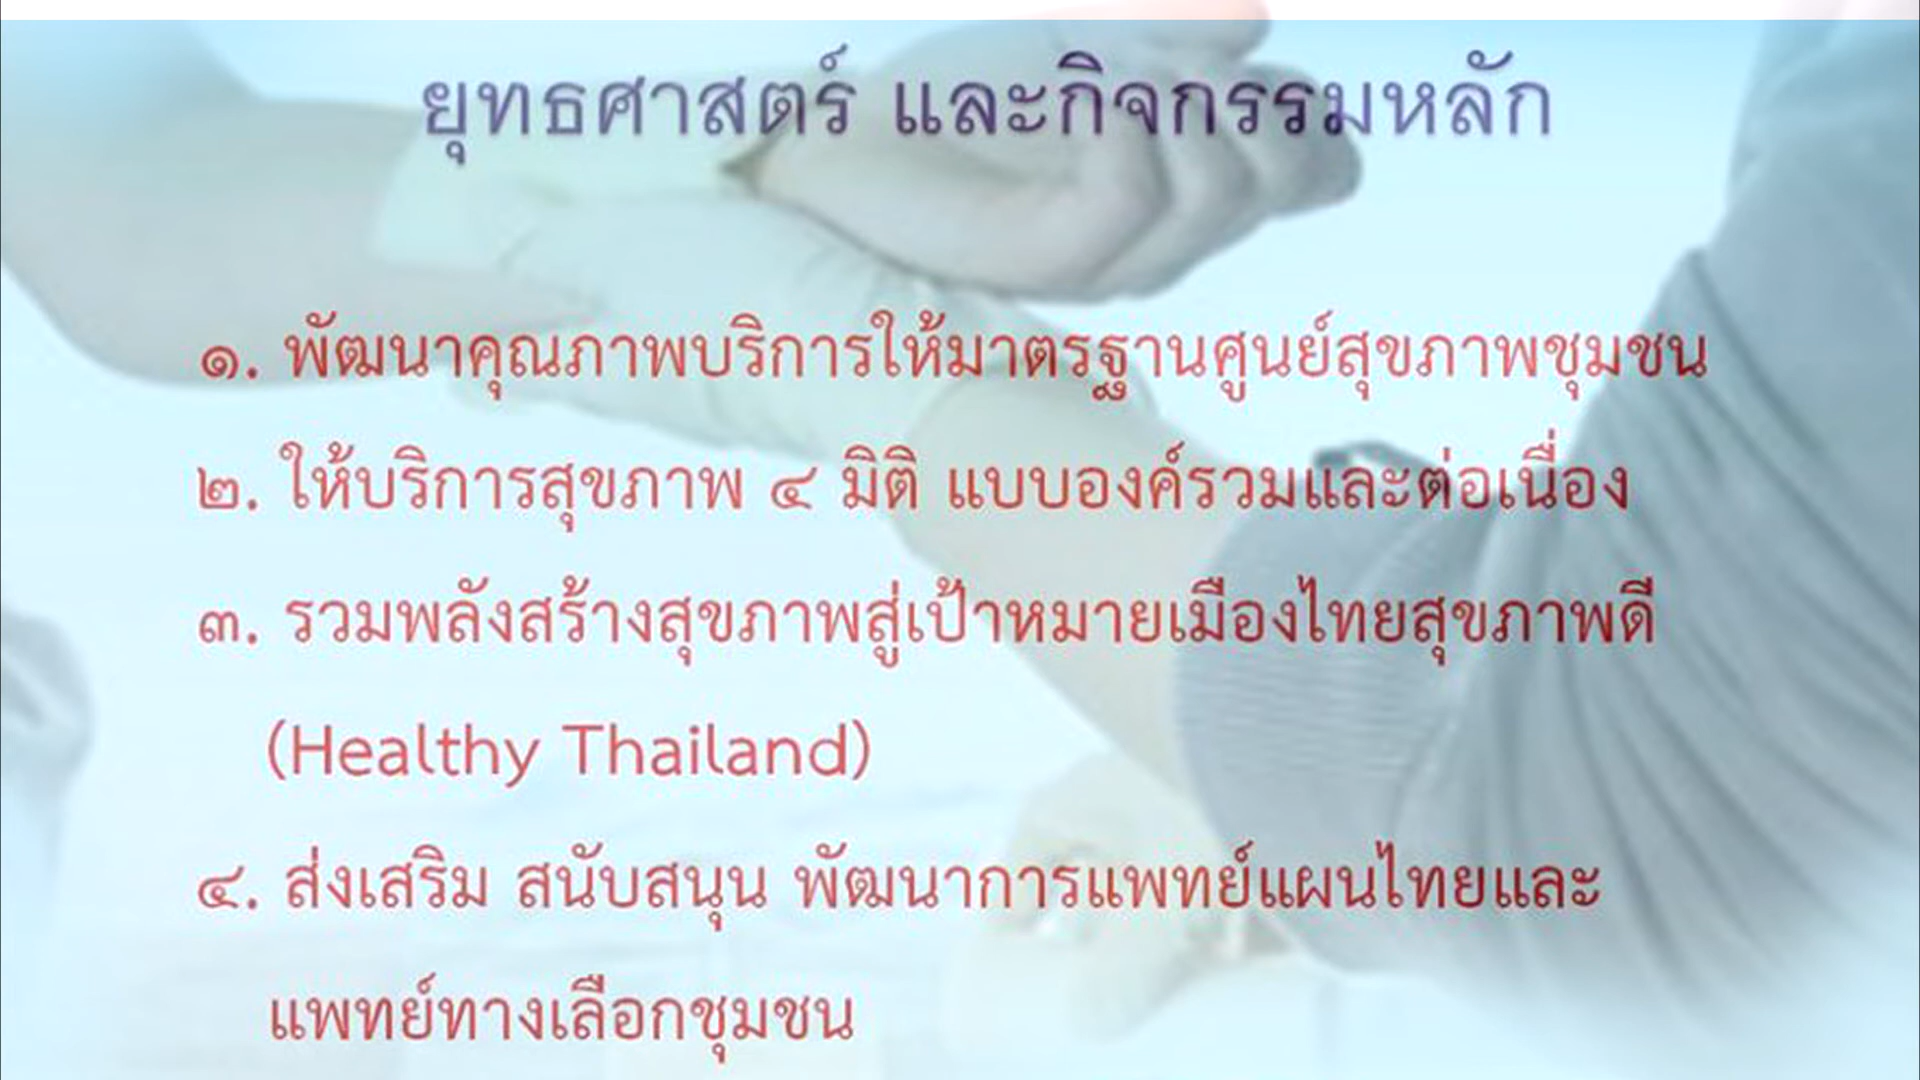 ยุทธศาสตร์ และกิจกรรมหลัก
๑. พัฒนาคุณภาพบริการให้มาตรฐานศูนย์สุขภาพชุมชน
๒. ให้บริการสุขภาพ ๔ มิติ แบบองค์รวมและต่อเนื่อง
๓. รวมพลังสร้างสุขภาพสู่เป้าหมายเมืองไทยสุขภาพดี
(Healthy Thailand)
๔. ส่งเสริม สนับสนุน พัฒนาการแพทย์แผนไทยและ
แพทย์ทางเลือกชุมชน